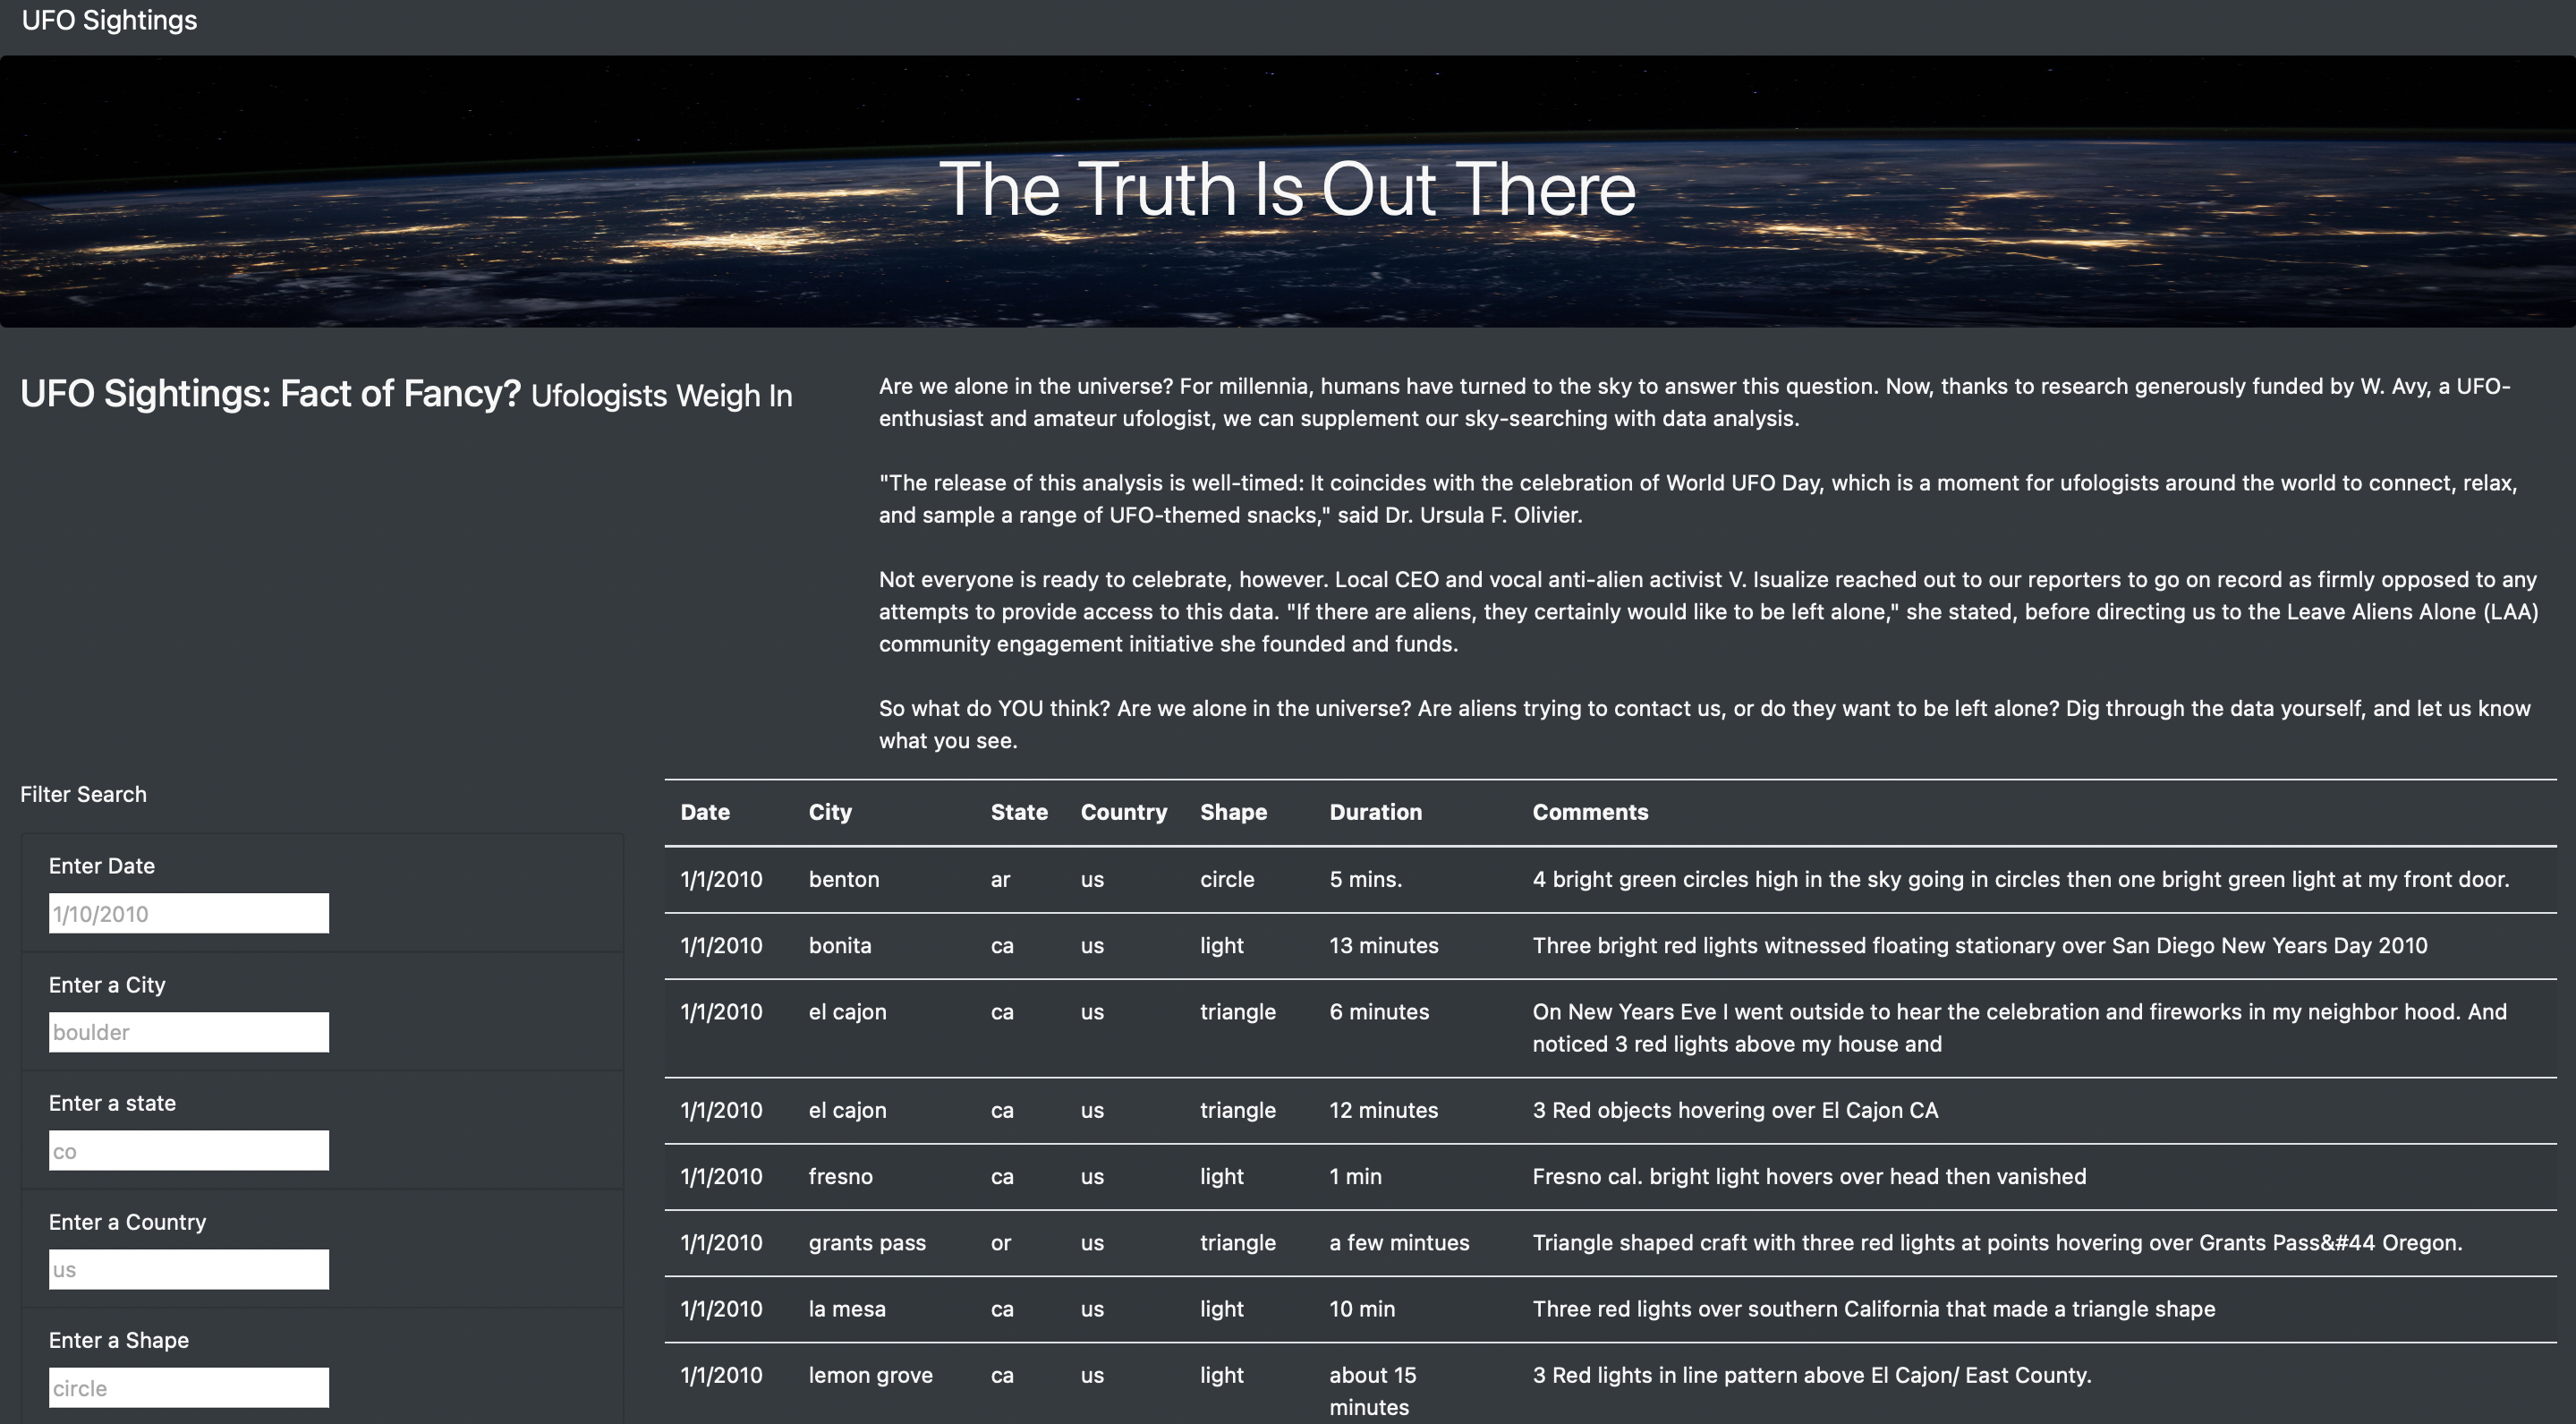 UFO Sightings
The Truth Is Out There
UFO Sightings: Fact of Fancy? Ufologists Weigh In
Are we alone in the universe? For millennia, humans have turned to the sky to answer this question. Now, thanks to research generously funded by W. Avy, a UFO-
enthusiast and amateur ufologist, we can supplement our sky-searching with data analysis.
"The release of this analysis is well-timed: It coincides with the celebration of World UFO Day, which is a moment for ufologists around the world to connect, relax,
and sample a range of UFO-themed snacks," said Dr. Ursula F. Olivier.
Not everyone is ready to celebrate, however. Local CEO and vocal anti-alien activist V. Isualize reached out to our reporters to go on record as firmly opposed to any
attempts to provide access to this data. "If there are aliens, they certainly would like to be left alone," she stated, before directing us to the Leave Aliens Alone (LAA)
community engagement initiative she founded and funds.
So what do YOU think? Are we alone in the universe? Are aliens trying to contact us, or do they want to be left alone? Dig through the data yourself, and let us know
what you see.
Filter Search
Enter Date
1/10/2010
Enter a City
boulder
Enter a state
co
Enter a Country
us
Enter a Shape
circle
Date City State Country Shape Duration Comments
1/1/2010 benton ar us circle 5 mins. 4 bright green circles high in the sky going in circles then one bright green light at my front door.
1/1/2010 bonita ca us light 13 minutes Three bright red lights witnessed floating stationary over San Diego New Years Day 2010
1/1/2010 el cajon ca us triangle 6 minutes On New Years Eve I went outside to hear the celebration and fireworks in my neighbor hood. And
noticed 3 red lights above my house and
1/1/2010 el cajon ca us triangle 12 minutes 3 Red objects hovering over El Cajon CA
1/1/2010 fresno ca us light 1 min Fresno cal. bright light hovers over head then vanished
1/1/2010 grants pass or us triangle a few mintues Triangle shaped craft with three red lights at points hovering over Grants Pass&#44 Oregon.
1/1/2010 la mesa ca us light 10 min Three red lights over southern California that made a triangle shape
1/1/2010 lemon grove ca us light about 15 3 Red lights in line pattern above El Cajon/ East County.
minutes